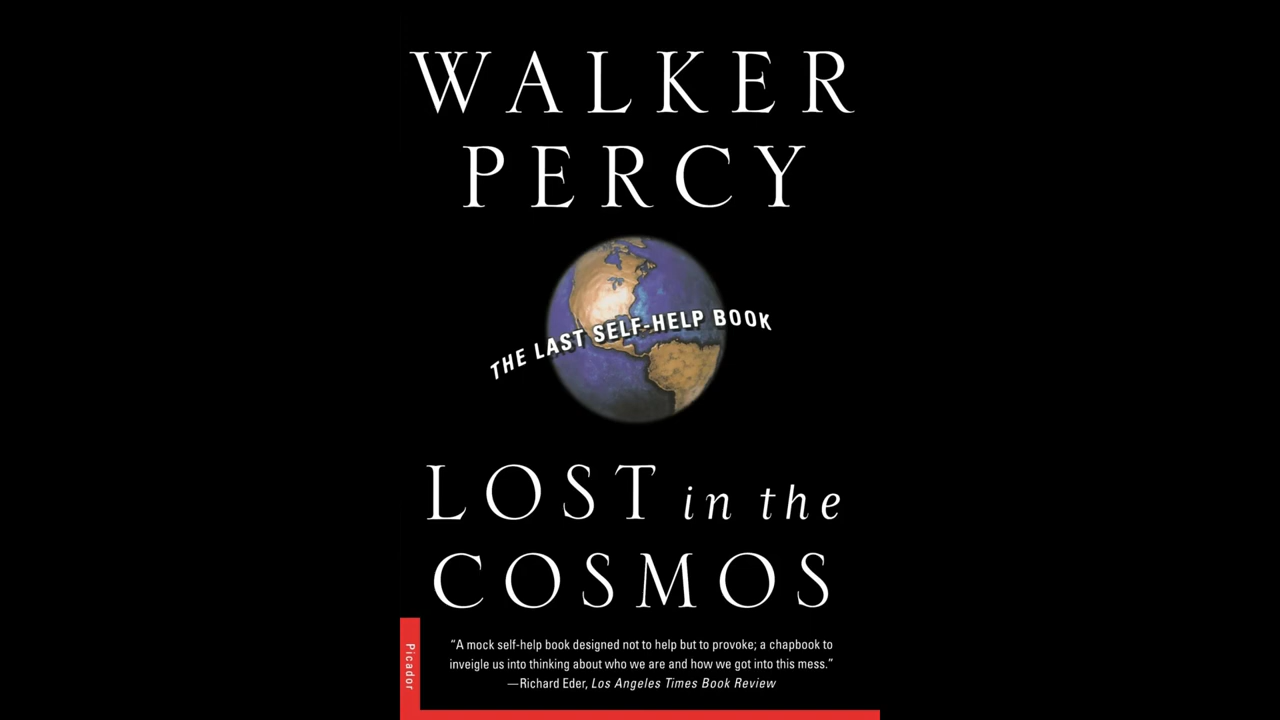 WALKER
PERCY
THE LAST SELF-HELP BOOK
LOST in the
COSMOS
“A mock self-help book designed not to help but to provoke; a chapbook to
inveigle us into thinking about who we are and how we got into this mess.”
—Richard Eder, Los Angeles Times Book Review
Picador